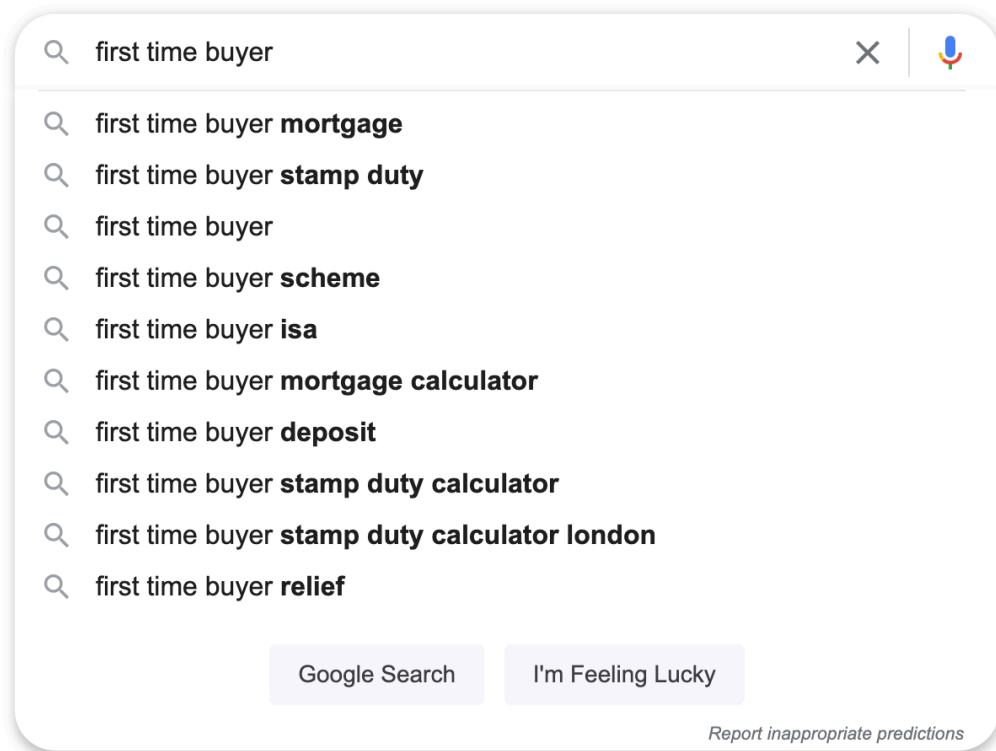 first time buyer
first time buyer mortgage
first time buyer stamp duty
first time buyer
first time buyer scheme
first time buyer isa
first time buyer mortgage calculator
first time buyer deposit
first time buyer stamp duty calculator
first time buyer stamp duty calculator london
first time buyer relief
Google Search I'm Feeling Lucky
Report inappropriate predictions